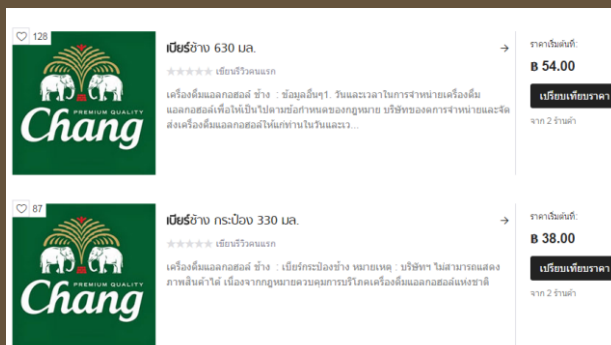 128
PREMIUM QUALITY
Chang
เบียร์ช้าง 630 มล.
เขียนรีวิวคนแรก
เครื่องดื่มแอลกอฮอล์ ช้าง : ข้อมูลอื่นๆ1. วันและเวลาในการจำหน่ายเครื่องดื่ม
แอลกอฮอล์เพื่อให้เป็นไปตามข้อกำหนดของกฎหมาย บริษัทของดการจำหน่ายและจัด
ส่งเครื่องดื่มแอลกอฮอล์ให้แก่ท่านในวันและเว...
ราคาเริ่มต้นที่:
฿ 54.00
เปรียบเทียบราคา
จาก 2 ร้านค้า
87
PREMIUM QUALITY
Chang
เบียร์ช้าง กระป๋อง 330 มล.
เขียนรีวิวคนแรก
เครื่องดื่มแอลกอฮอล์ ช้าง : เบียร์กระป๋องช้าง หมายเหตุ : บริษัทฯ ไม่สามารถแสดง
ภาพสินค้าได้ เนื่องจากกฎหมายควบคุมการบริโภคเครื่องดื่มแอลกอฮอล์แห่งชาติ
ราคาเริ่มต้นที่:
฿ 38.00
เปรียบเทียบราคา
จาก 2 ร้านค้า